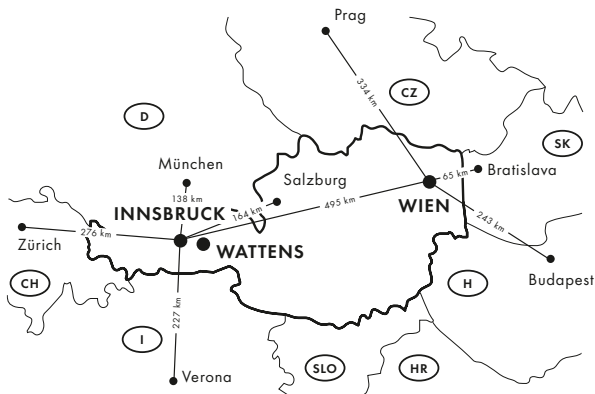 Prag
334 km
CZ
D
SK
München
65 km
Bratislava
138 km
Salzburg
INNSBRUCK
164 km
495 km
WIEN
243 km
276 km
Zürich
WATTENS
CH
H
Budapest
227 km
I
SLO
HR
Verona